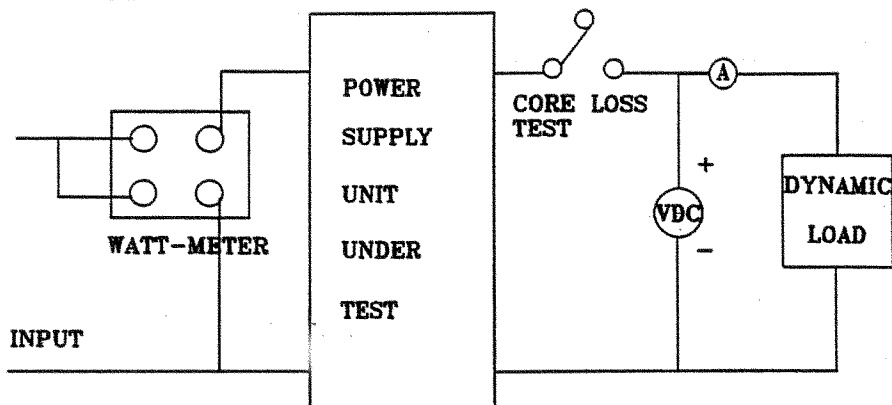 POWER
SUPPLY
UNIT
UNDER
TEST
WATT-METER
INPUT
CORE LOSS
TEST
A
+
VDC
-
DYNAMIC
LOAD